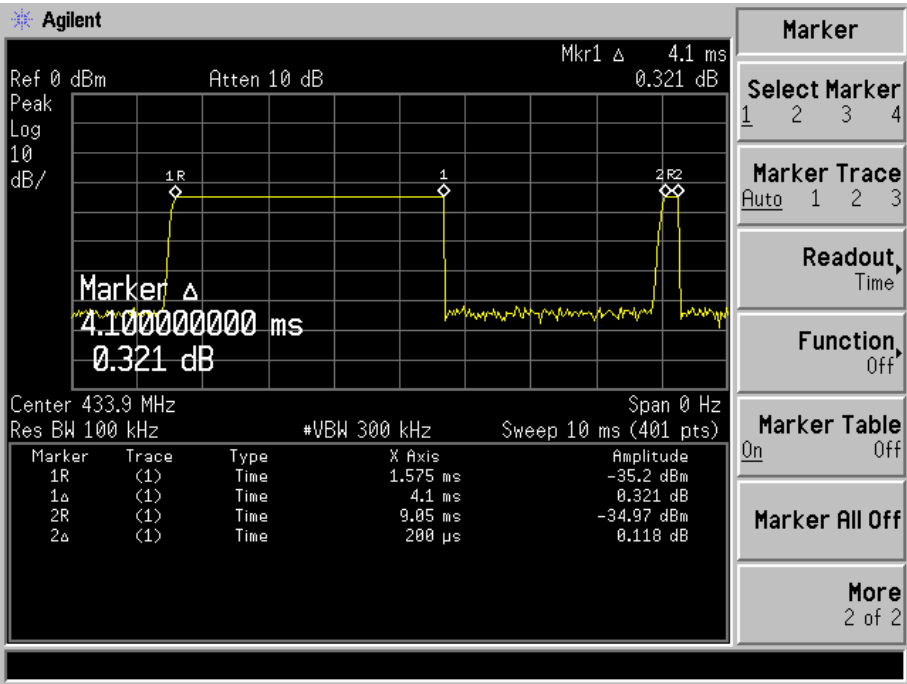 Agilent
Mkr1 Δ 4.1 ms
Ref 0 dBm Atten 10 dB 0.321 dB
Peak
Log
10
dB/
1R 1 2R2
Marker Δ
4.100000000 ms
0.321 dB
Center 433.9 MHz Span 0 Hz
Res BW 100 kHz #VBW 300 kHz Sweep 10 ms (401 pts)
Marker Trace Type X Axis Amplitude
1R (1) Time 1.575 ms -35.2 dBm
1Δ (1) Time 4.1 ms 0.321 dB
2R (1) Time 9.05 ms -34.97 dBm
2Δ (1) Time 200 µs 0.118 dB
Marker
Select Marker
1 2 3 4
Marker Trace
Auto 1 2 3
Readout
Time
Function
Off
Marker Table
On Off
Marker All Off
More
2 of 2